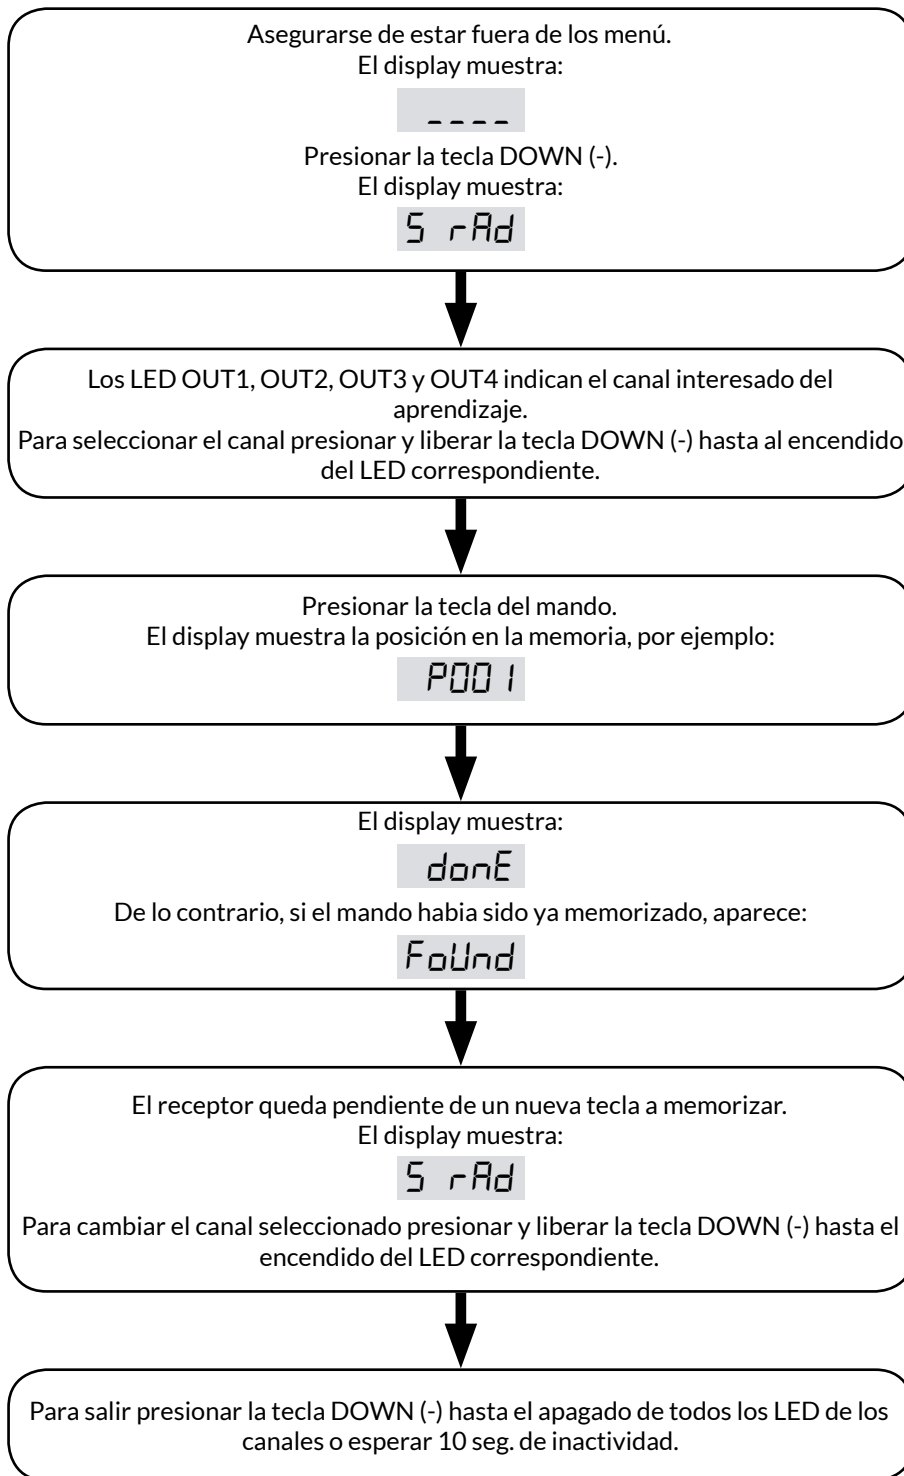 Asegurarse de estar fuera de los menú.
El display muestra:
_ _ _ _
Presionar la tecla DOWN (-).
El display muestra:
S rAd
Los LED OUT1, OUT2, OUT3 y OUT4 indican el canal interesado del
aprendizaje.
Para seleccionar el canal presionar y liberar la tecla DOWN (-) hasta al encendido
del LED correspondiente.
Presionar la tecla del mando.
El display muestra la posición en la memoria, por ejemplo:
P001
El display muestra:
donE
De lo contrario, si el mando habia sido ya memorizado, aparece:
FoUnd
El receptor queda pendiente de un nueva tecla a memorizar.
El display muestra:
S rAd
Para cambiar el canal seleccionado presionar y liberar la tecla DOWN (-) hasta el
encendido del LED correspondiente.
Para salir presionar la tecla DOWN (-) hasta el apagado de todos los LED de los
canales o esperar 10 seg. de inactividad.